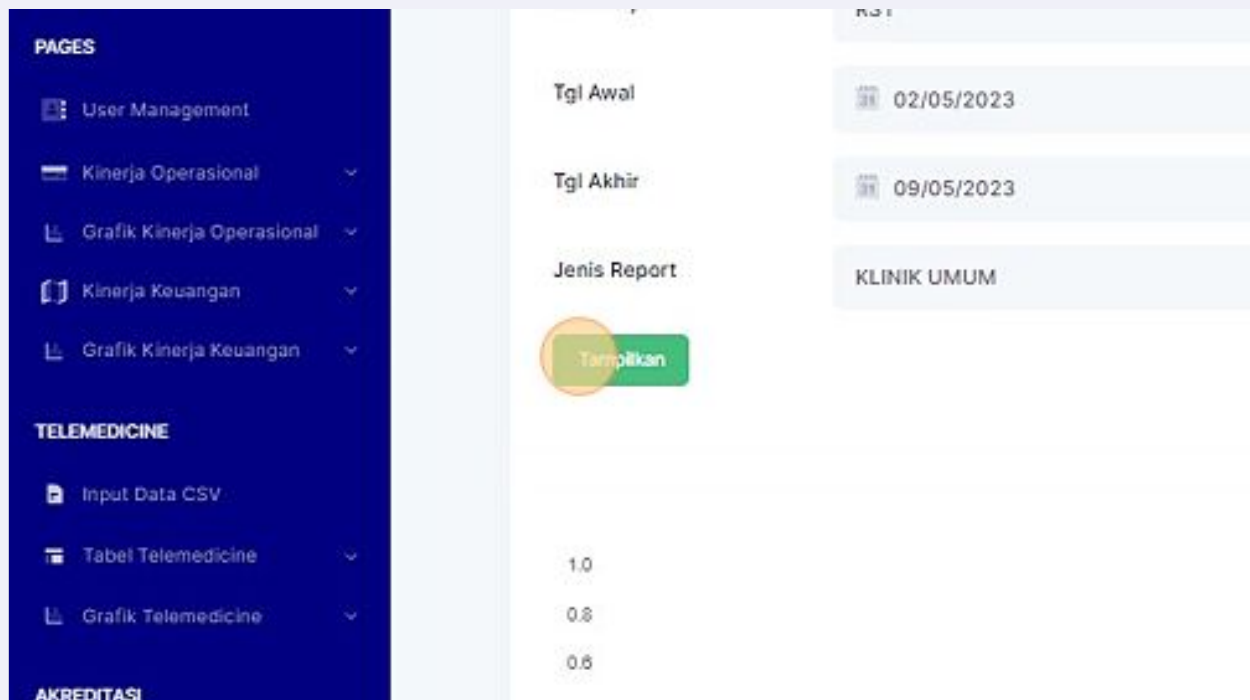 PAGES
User Management
Kinerja Operasional
Grafik Kinerja Operasional
Kinerja Keuangan
Grafik Kinerja Keuangan
TELEMEDICINE
Input Data CSV
Tabel Telemedicine
Grafik Telemedicine
AKREDITASI
Tgl Awal
02/05/2023
Tgl Akhir
09/05/2023
Jenis Report
KLINIK UMUM
Tampilkan
1.0
0.8
0.6